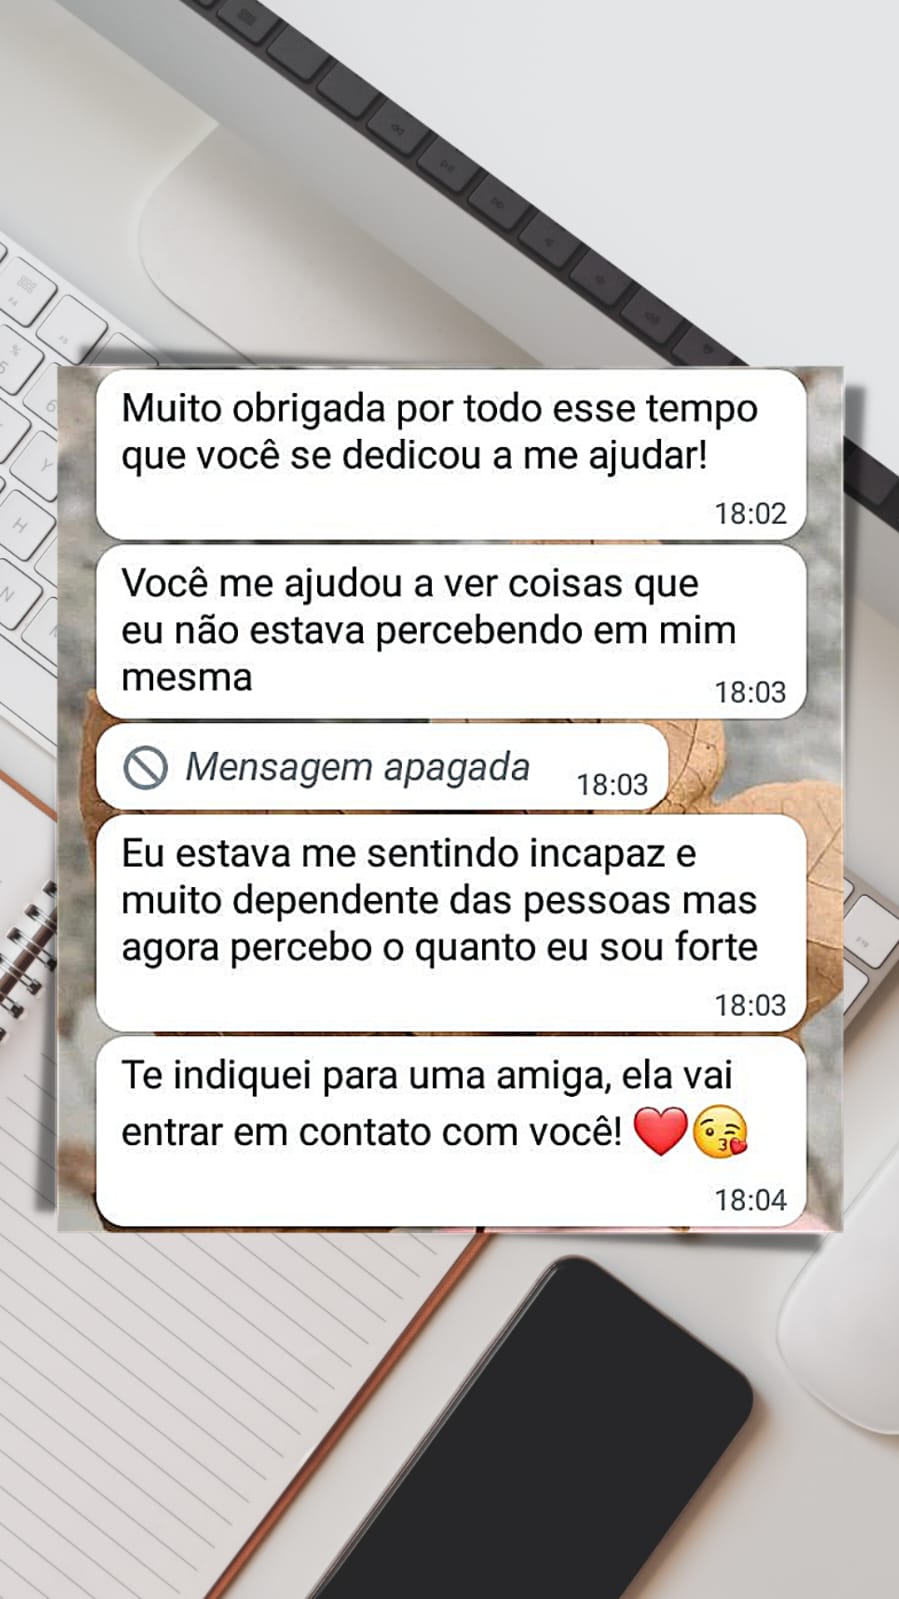 Muito obrigada por todo esse tempo
que você se dedicou a me ajudar!
18:02
Você me ajudou a ver coisas que
eu não estava percebendo em mim
mesma
18:03
Mensagem apagada
18:03
Eu estava me sentindo incapaz e
muito dependente das pessoas mas
agora percebo o quanto eu sou forte
18:03
Te indiquei para uma amiga, ela vai
entrar em contato com você! ❤️😘
18:04